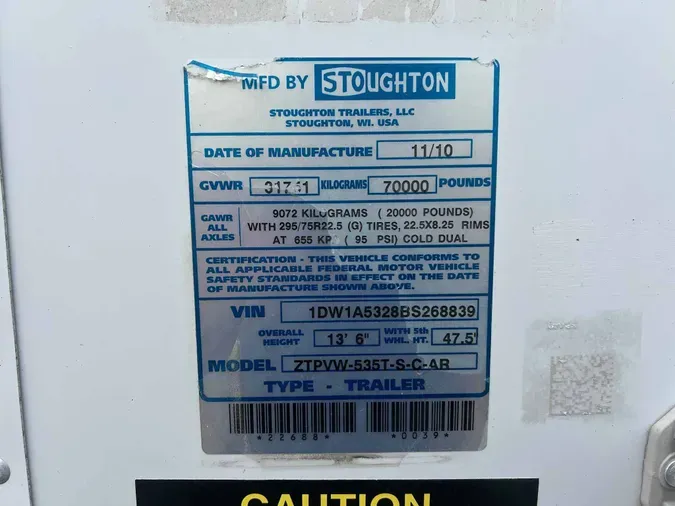 MFD BY STOUGHTON
STOUGHTON TRAILERS, LLC
STOUGHTON, WI. USA
DATE OF MANUFACTURE 11/10
GVWR KILOGRAMS 70000 POUNDS
GAWR ALL AXLES
9072 KILOGRAMS ( 20000 POUNDS)
WITH 295/75R22.5 (G) TIRES, 22.5X8.25 RIMS
AT 655 KP. ( 95 PSI) COLD DUAL
CERTIFICATION - THIS VEHICLE CONFORMS TO
ALL APPLICABLE FEDERAL MOTOR VEHICLE
SAFETY STANDARDS IN EFFECT ON THE DATE
OF MANUFACTURE SHOWN ABOVE.
VIN 1DW1A5328BS268839
OVERALL HEIGHT 13' 6" WITH 5th WHL. HT. 47.5"
MODEL ZTPVW-535T-S-C-AR
TYPE - TRAILER
*22688* *0039*
CAUTION